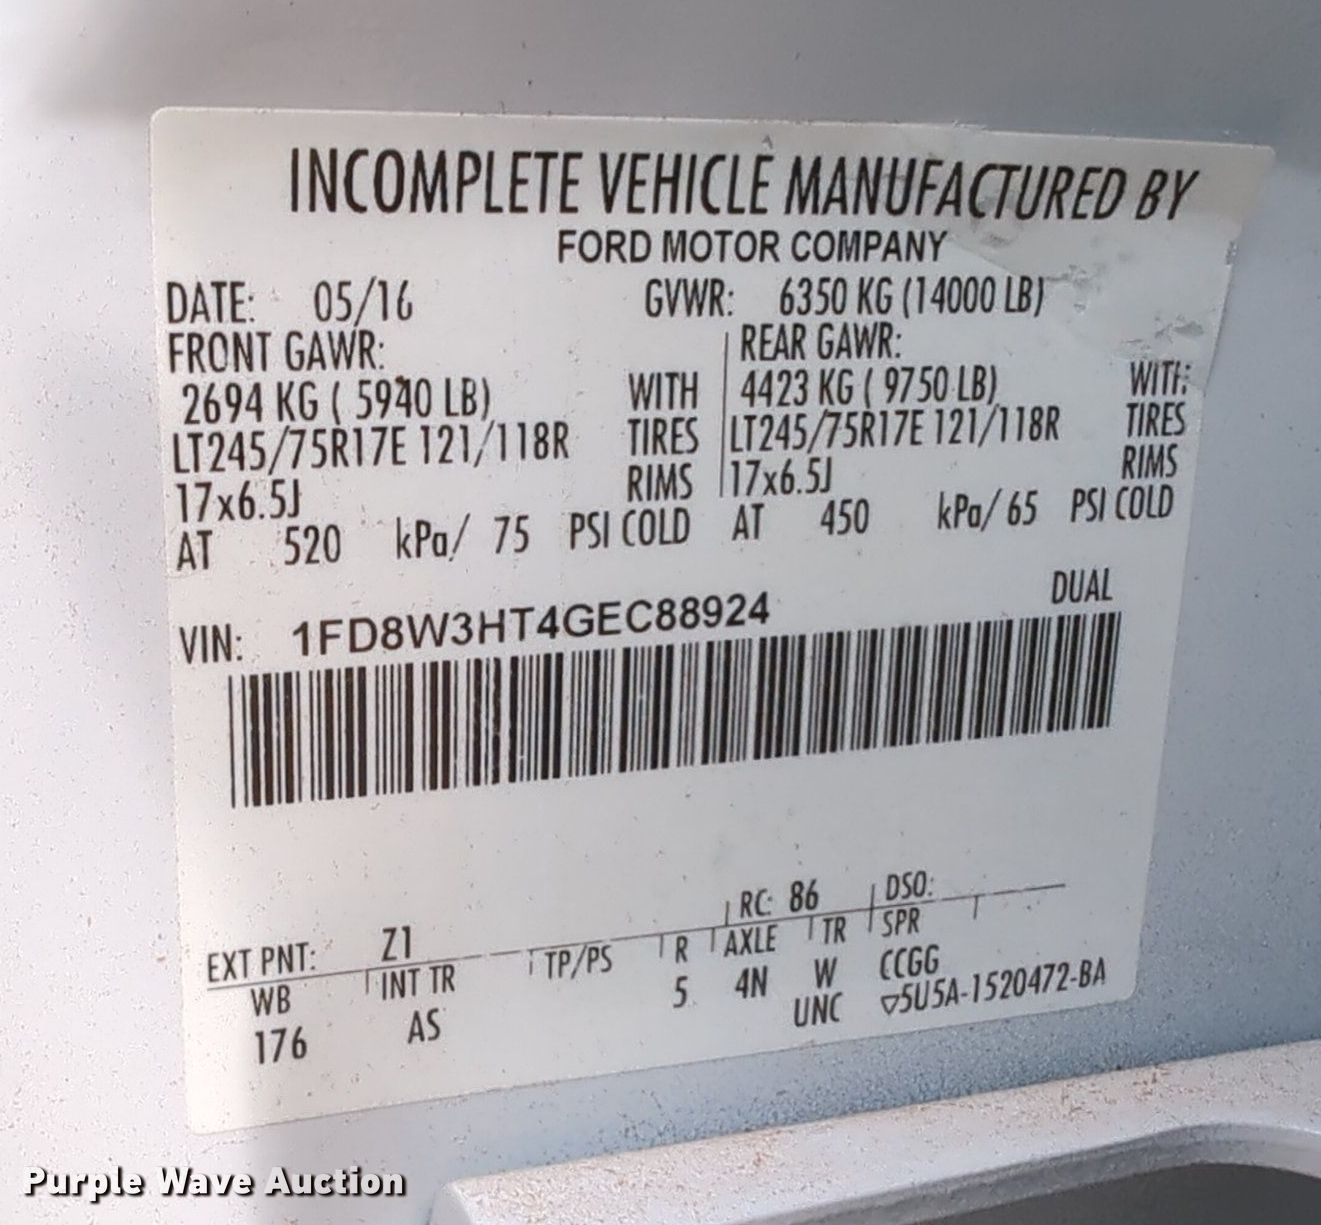 INCOMPLETE VEHICLE MANUFACTURED BY
FORD MOTOR COMPANY
DATE: 05/16 GVWR: 6350 KG (14000 LB)
FRONT GAWR: REAR GAWR:
2694 KG ( 5940 LB) WITH 4423 KG ( 9750 LB) WITH
LT245/75R17E 121/118R TIRES LT245/75R17E 121/118R TIRES
17x6.5J RIMS 17x6.5J RIMS
AT 520 kPa/ 75 PSI COLD AT 450 kPa/ 65 PSI COLD
VIN: 1FD8W3HT4GEC88924 DUAL
EXT PNT: Z1 RC: 86 DSO:
WB INT TR TP/PS R AXLE TR SPR
176 AS 5 4N W CCGG
UNC ▽5U5A-1520472-BA
Purple Wave Auction